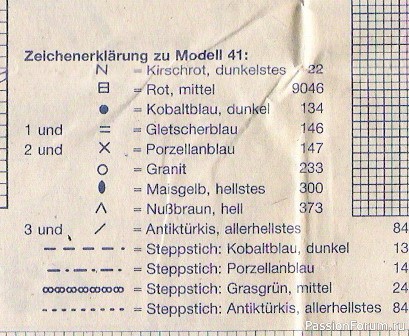 Zeichenerklärung zu Modell 41:
N = Kirschrot, dunkelstes 22
= Rot, mittel 9046
= Kobaltblau, dunkel 134
1 und = Gletscherblau 146
2 und X = Porzellanblau 147
O = Granit 233
= Maisgelb, hellstes 300
= Nußbraun, hell 373
3 und / = Antiktürkis, allerhellstes 84
= Steppstich: Kobaltblau, dunkel 13
= Steppstich: Porzellanblau 14
= Steppstich: Grasgrün, mittel 24
= Steppstich: Antiktürkis, allerhellstes 84
PassionForum.ru